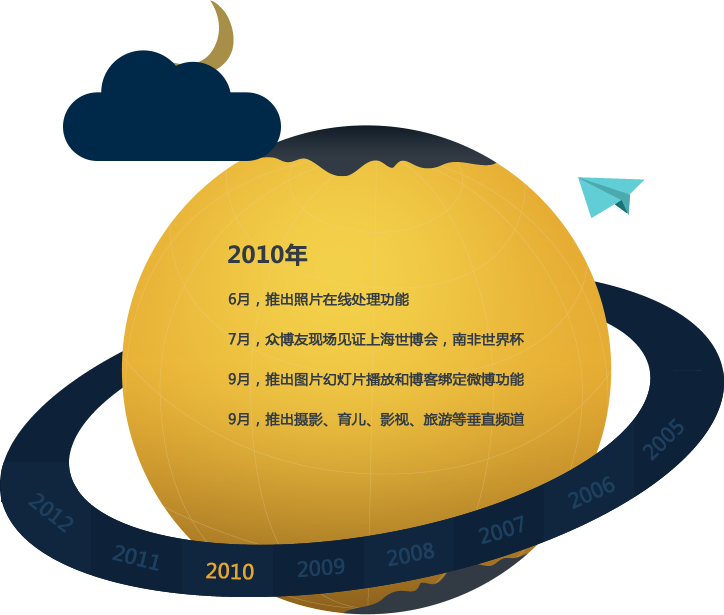 2010年
6月，推出照片在线处理功能
7月，众博友现场见证上海世博会，南非世界杯
9月，推出图片幻灯片播放和博客绑定微博功能
9月，推出摄影、育儿、影视、旅游等垂直频道
2012
2011
2010
2009
2008
2007
2006
2005